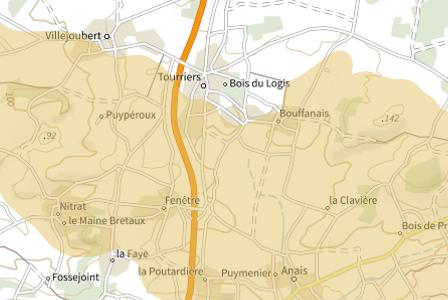 Villejoubert
Tourriers
Bois du Logis
100
Puypéroux
Bouffanais
.142
.92
Nitrat
Fenêtre
la Clavière
le Maine Bretaux
Bois de Pr
la Faye
Fossejoint
la Poutardière
Puymenier
Anais